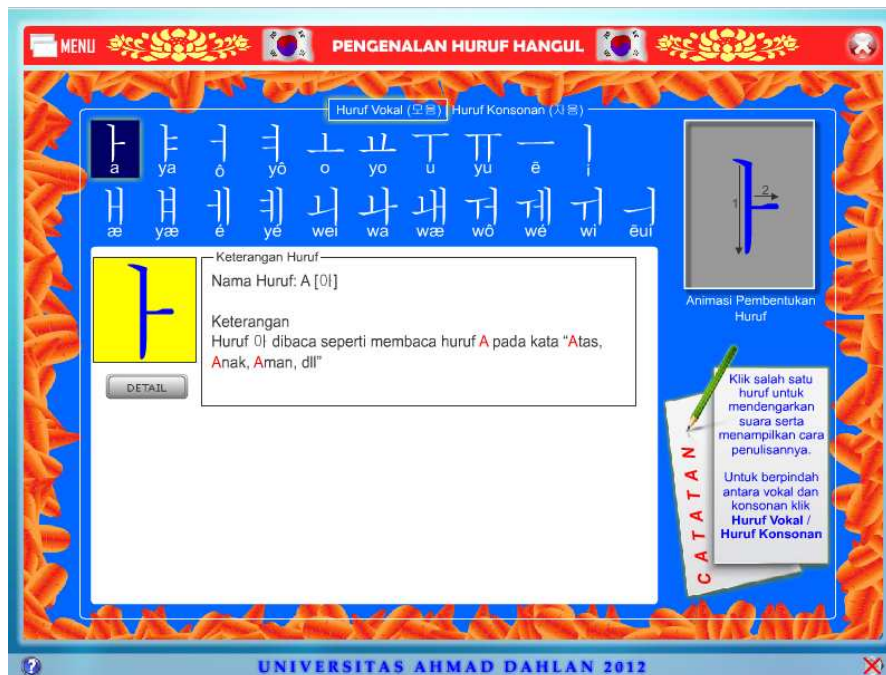 MENU PENGENALAN HURUF HANGUL
Huruf Vokal (모음) Huruf Konsonan (자음)
ㅏ ㅑ ㅓ ㅕ ㅗ ㅛ ㅜ ㅠ ㅡ ㅣ
a ya ô yô o yo u yu ē i
ㅐ ㅒ ㅔ ㅖ ㅚ ㅘ ㅙ ㅝ ㅞ ㅟ ㅢ
æ yæ é yé wei wa wæ wô wé wi ēui
ㅏ
1 2
Animasi Pembentukan
Huruf
Keterangan Huruf
ㅏ
Nama Huruf: A [아]
Keterangan
Huruf 아 dibaca seperti membaca huruf A pada kata “Atas,
Anak, Aman, dll”
DETAIL
CATATAN
Klik salah satu
huruf untuk
mendengarkan
suara serta
menampilkan cara
penulisannya.
Untuk berpindah
antara vokal dan
konsonan klik
Huruf Vokal /
Huruf Konsonan
? UNIVERSITAS AHMAD DAHLAN 2012